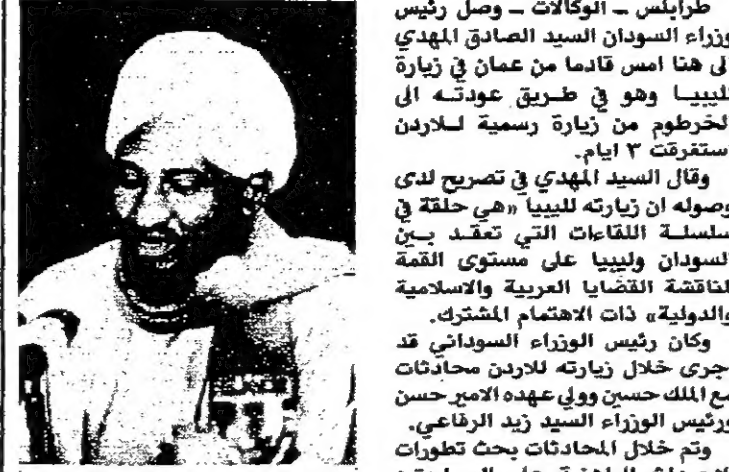 طرابلس ـ الوكالات ـ وصل رئيس
وزراء السودان السيد الصادق المهدي
الى هنا امس قادما من عمان في زيارة
لليبيا وهو في طريق عودته الى
الخرطوم من زيارة رسمية للاردن
استغرقت ٣ ايام.
وقال السيد المهدي في تصريح لدى
وصوله ان زيارته لليبيا «هي حلقة في
سلسلة اللقاءات التي تعقد بين
السودان وليبيا على مستوى القمة
لمناقشة القضايا العربية والاسلامية
والدولية» ذات الاهتمام المشترك.
وكان رئيس الوزراء السوداني قد
اجرى خلال زيارته للاردن محادثات
مع الملك حسين وولي عهده الامير حسن
ورئيس الوزراء السيد زيد الرفاعي.
وتم خلال المحادثات بحث تطورات